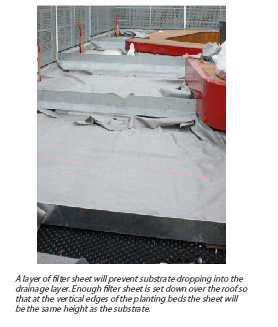 A layer of filter sheet will prevent substrate dropping into the
drainage layer. Enough filter sheet is set down over the roof so
that at the vertical edges of the planting beds the sheet will
be the same height as the substrate.